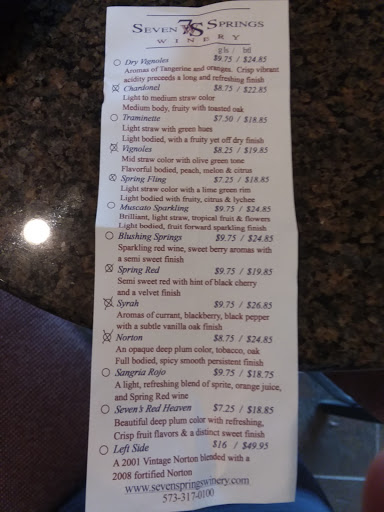 SEVEN 7S SPRINGS
WINERY
gls / btl
Dry Vignoles $9.75 / $24.85
Aromas of Tangerine and oranges. Crisp vibrant
acidity preceeds a long and refreshing finish
Chardonel $8.75 / $22.85
Light to medium straw color
Medium body, fruity with toasted oak
Traminette $7.50 / $18.85
Light straw with green hues
Light bodied, with a fruity yet off dry finish
Vignoles $8.25 / $19.85
Mid straw color with olive green tone
Flavorful bodied, peach, melon & citrus
Spring Fling $7.25 / $18.85
Light straw color with a lime green rim
Light bodied with fruity, citrus & lychee
Muscato Sparkling $9.75 / $24.85
Brilliant, light straw, tropical fruit & flowers
Light bodied, fruit forward sparkling finish
Blushing Springs $9.75 / $24.85
Sparkling red wine, sweet berry aromas with
a semi sweet finish
Spring Red $9.75 / $19.85
Semi sweet red with hint of black cherry
and a velvet finish
Syrah $9.75 / $26.85
Aromas of currant, blackberry, black pepper
with a subtle vanilla oak finish
Norton $8.75 / $24.85
An opaque deep plum color, tobacco, oak
Full bodied, spicy smooth persistent finish
Sangria Rojo $9.75 / $18.75
A light, refreshing blend of sprite, orange juice,
and Spring Red wine
Seven's Red Heaven $7.25 / $18.85
Beautiful deep plum color with refreshing,
Crisp fruit flavors & a distinct sweet finish
Left Side $16 / $49.95
A 2001 Vintage Norton blended with a
2008 fortified Norton
www.sevenspringswinery.com
573-317-0100